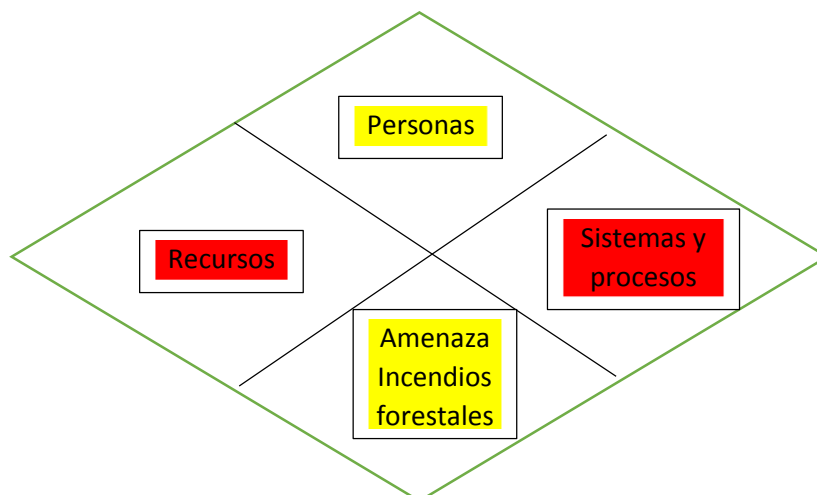 Personas
Recursos
Sistemas y
procesos
Amenaza
Incendios
forestales